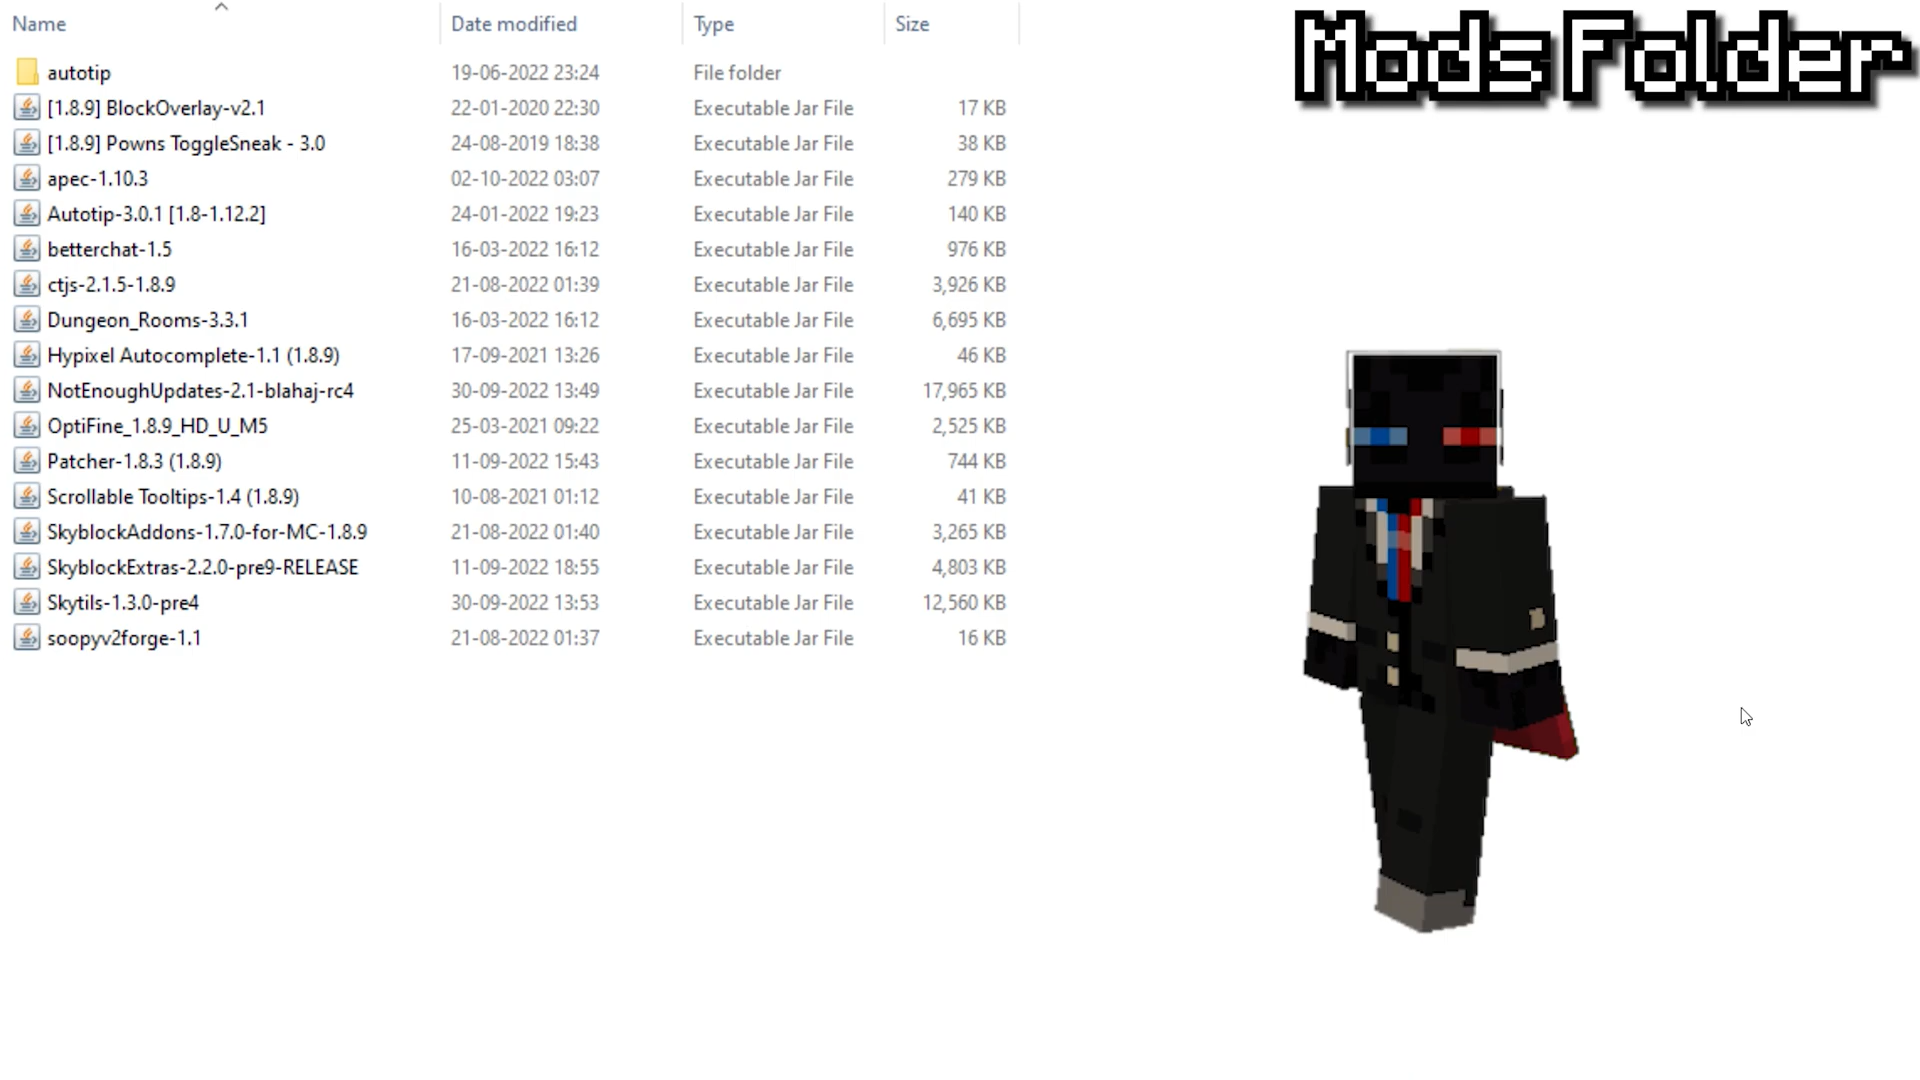 Name Date modified Type Size
Mods Folder
autotip 19-06-2022 23:24 File folder
[1.8.9] BlockOverlay-v2.1 22-01-2020 22:30 Executable Jar File 17 KB
[1.8.9] Powns ToggleSneak - 3.0 24-08-2019 18:38 Executable Jar File 38 KB
apec-1.10.3 02-10-2022 03:07 Executable Jar File 279 KB
Autotip-3.0.1 [1.8-1.12.2] 24-01-2022 19:23 Executable Jar File 140 KB
betterchat-1.5 16-03-2022 16:12 Executable Jar File 976 KB
ctjs-2.1.5-1.8.9 21-08-2022 01:39 Executable Jar File 3,926 KB
Dungeon_Rooms-3.3.1 16-03-2022 16:12 Executable Jar File 6,695 KB
Hypixel Autocomplete-1.1 (1.8.9) 17-09-2021 13:26 Executable Jar File 46 KB
NotEnoughUpdates-2.1-blahaj-rc4 30-09-2022 13:49 Executable Jar File 17,965 KB
OptiFine_1.8.9_HD_U_M5 25-03-2021 09:22 Executable Jar File 2,525 KB
Patcher-1.8.3 (1.8.9) 11-09-2022 15:43 Executable Jar File 744 KB
Scrollable Tooltips-1.4 (1.8.9) 10-08-2021 01:12 Executable Jar File 41 KB
SkyblockAddons-1.7.0-for-MC-1.8.9 21-08-2022 01:40 Executable Jar File 3,265 KB
SkyblockExtras-2.2.0-pre9-RELEASE 11-09-2022 18:55 Executable Jar File 4,803 KB
Skytils-1.3.0-pre4 30-09-2022 13:53 Executable Jar File 12,560 KB
soopyv2forge-1.1 21-08-2022 01:37 Executable Jar File 16 KB